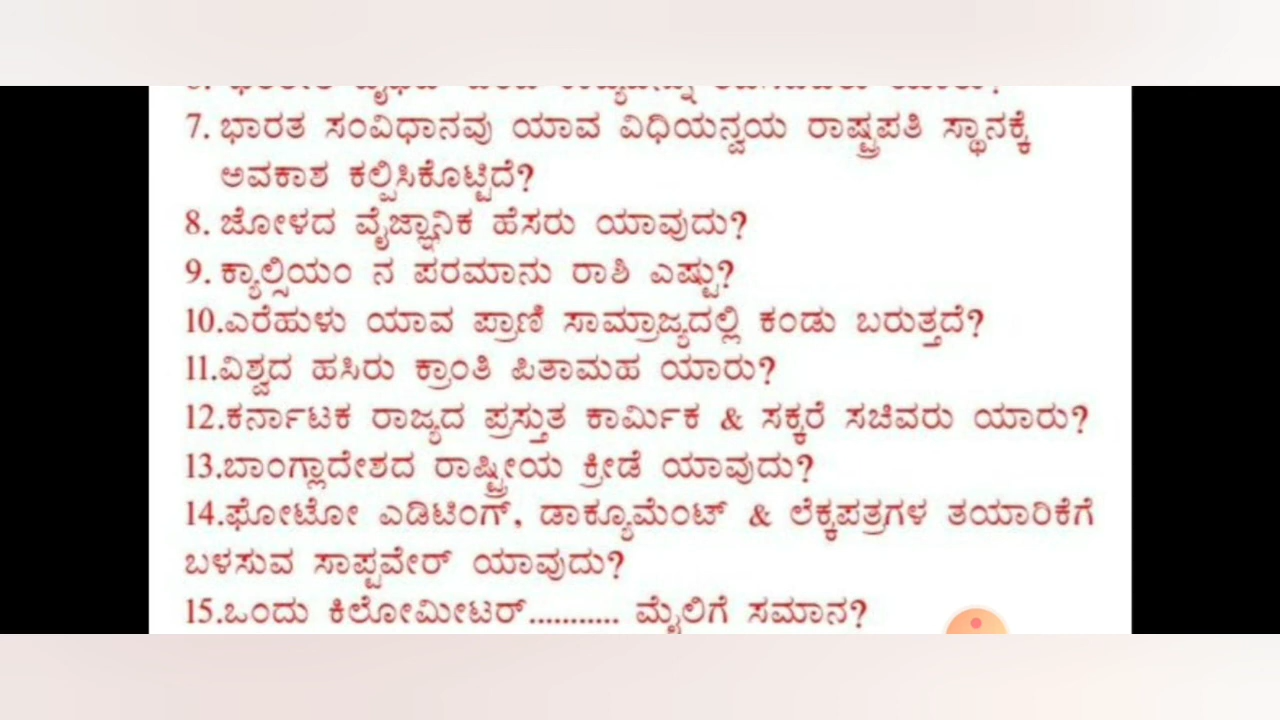 7. ಭಾರತ ಸಂವಿಧಾನವು ಯಾವ ವಿಧಿಯನ್ವಯ ರಾಷ್ಟ್ರಪತಿ ಸ್ಥಾನಕ್ಕೆ
ಅವಕಾಶ ಕಲ್ಪಿಸಿಕೊಟ್ಟಿದೆ?
8. ಜೋಳದ ವೈಜ್ಞಾನಿಕ ಹೆಸರು ಯಾವುದು?
9. ಕ್ಯಾಲ್ಸಿಯಂ ನ ಪರಮಾನು ರಾಶಿ ಎಷ್ಟು?
10.ಎರೆಹುಳು ಯಾವ ಪ್ರಾಣಿ ಸಾಮ್ರಾಜ್ಯದಲ್ಲಿ ಕಂಡು ಬರುತ್ತದೆ?
11.ವಿಶ್ವದ ಹಸಿರು ಕ್ರಾಂತಿ ಪಿತಾಮಹ ಯಾರು?
12.ಕರ್ನಾಟಕ ರಾಜ್ಯದ ಪ್ರಸ್ತುತ ಕಾರ್ಮಿಕ & ಸಕ್ಕರೆ ಸಚಿವರು ಯಾರು?
13.ಬಾಂಗ್ಲಾದೇಶದ ರಾಷ್ಟ್ರೀಯ ಕ್ರೀಡೆ ಯಾವುದು?
14.ಫೋಟೋ ಎಡಿಟಿಂಗ್, ಡಾಕ್ಯೂಮೆಂಟ್ & ಲೆಕ್ಕಪತ್ರಗಳ ತಯಾರಿಕೆಗೆ
ಬಳಸುವ ಸಾಪ್ಟವೇರ್ ಯಾವುದು?
15.ಒಂದು ಕಿಲೋಮೀಟರ್........... ಮೈಲಿಗೆ ಸಮಾನ?